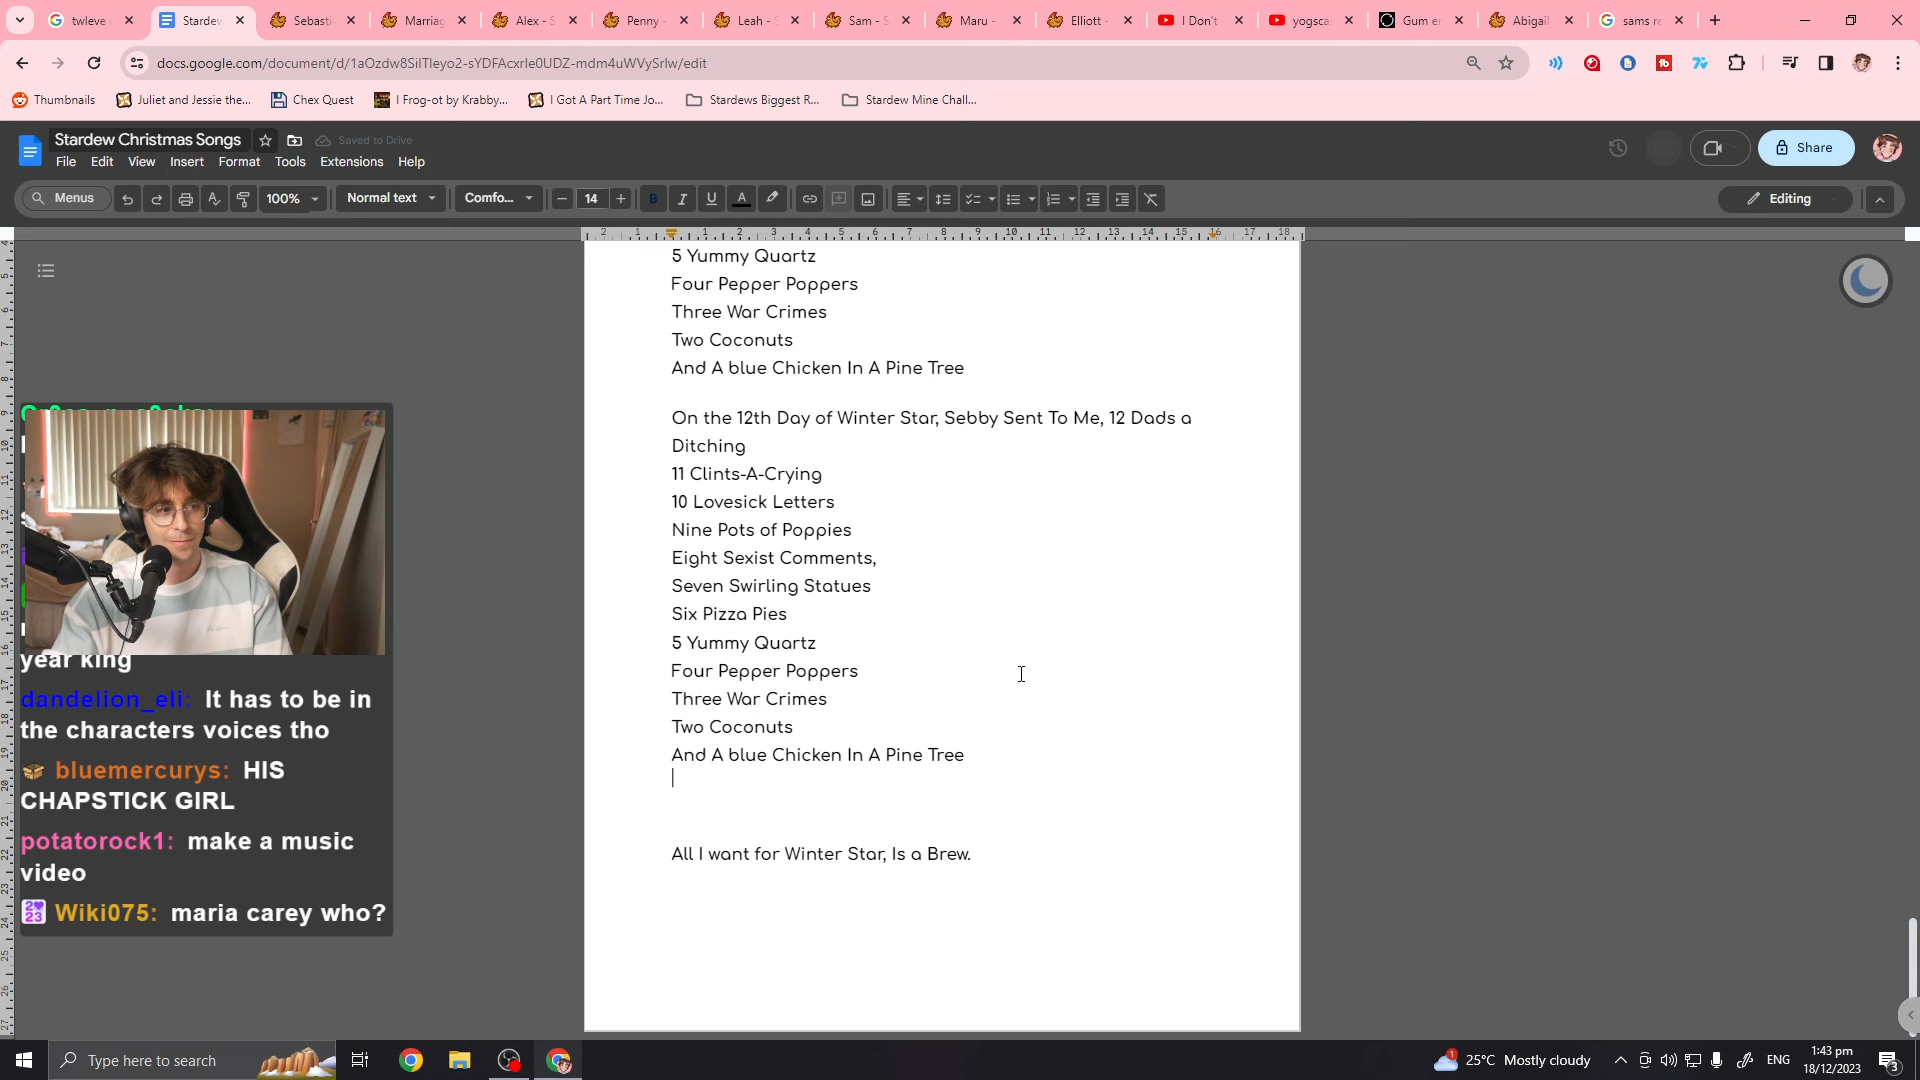 twleve
Stardew
Sebasti
Marriag
Alex - S
Penny -
Leah - S
Sam - S
Maru -
Elliott -
I Don't
yogsca
Gum e
Abigail
sams re
docs.google.com/document/d/1aOzdw8SilTleyo2-sYDFAcxrle0UDZ-mdm4uWVySrlw/edit
Thumbnails
Juliet and Jessie the...
Chex Quest
I Frog-ot by Krabby...
I Got A Part Time Jo...
Stardews Biggest R...
Stardew Mine Chall...
Stardew Christmas Songs
Saved to Drive
File Edit View Insert Format Tools Extensions Help
Share
Menus
100%
Normal text
Comfo...
14
Editing
5 Yummy Quartz
Four Pepper Poppers
Three War Crimes
Two Coconuts
And A blue Chicken In A Pine Tree
On the 12th Day of Winter Star, Sebby Sent To Me, 12 Dads a
Ditching
11 Clints-A-Crying
10 Lovesick Letters
Nine Pots of Poppies
Eight Sexist Comments,
Seven Swirling Statues
Six Pizza Pies
5 Yummy Quartz
Four Pepper Poppers
Three War Crimes
Two Coconuts
And A blue Chicken In A Pine Tree
All I want for Winter Star, Is a Brew.
year king
dandelion_eli: It has to be in
the characters voices tho
bluemercurys: HIS
CHAPSTICK GIRL
potatorock1: make a music
video
Wiki075: maria carey who?
Type here to search
25°C Mostly cloudy
ENG
1:43 pm
18/12/2023